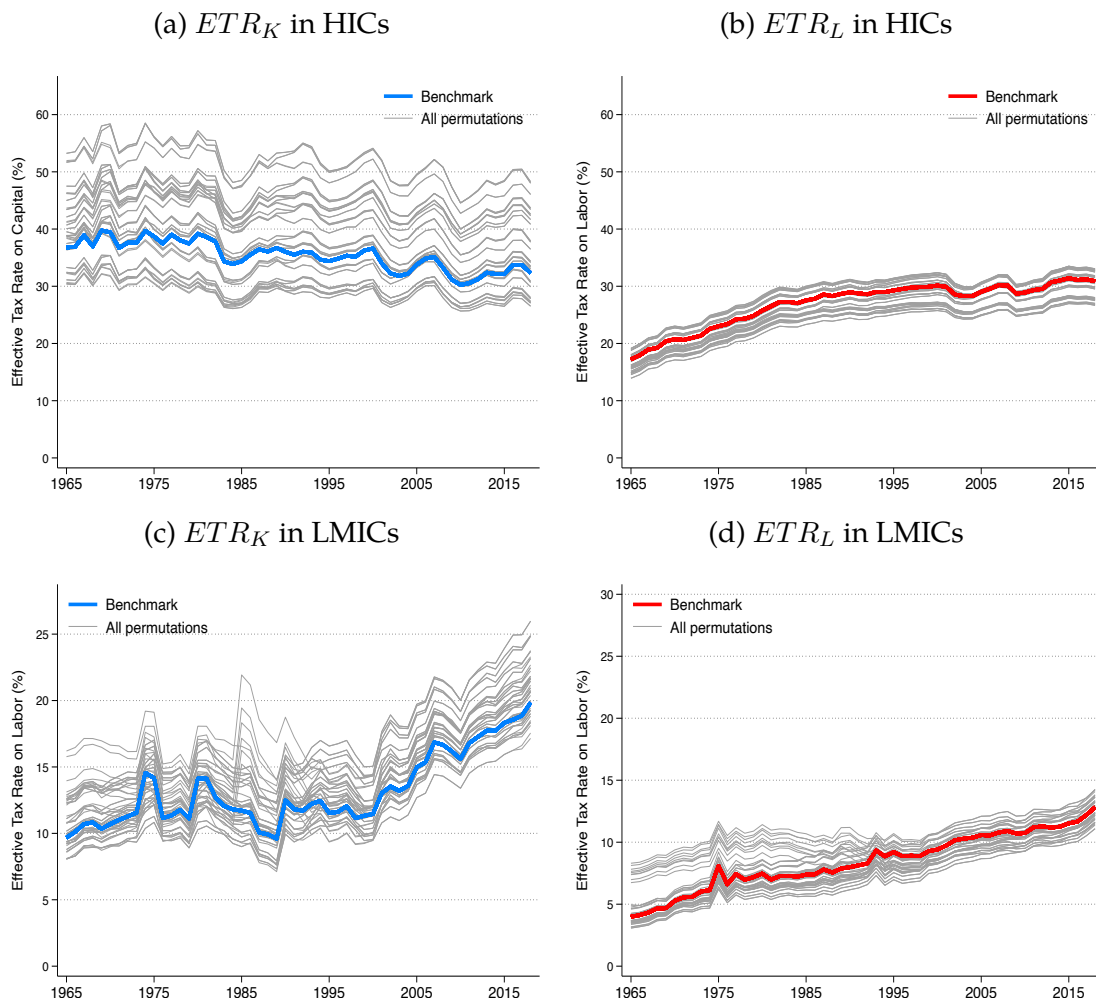 (a) ETR_K in HICs
Effective Tax Rate on Capital (%)
Benchmark
All permutations
60
50
40
30
20
10
0
1965 1975 1985 1995 2005 2015
(b) ETR_L in HICs
Effective Tax Rate on Labor (%)
Benchmark
All permutations
60
50
40
30
20
10
0
1965 1975 1985 1995 2005 2015
(c) ETR_K in LMICs
Effective Tax Rate on Labor (%)
Benchmark
All permutations
25
20
15
10
5
0
1965 1975 1985 1995 2005 2015
(d) ETR_L in LMICs
Effective Tax Rate on Labor (%)
Benchmark
All permutations
30
25
20
15
10
5
0
1965 1975 1985 1995 2005 2015